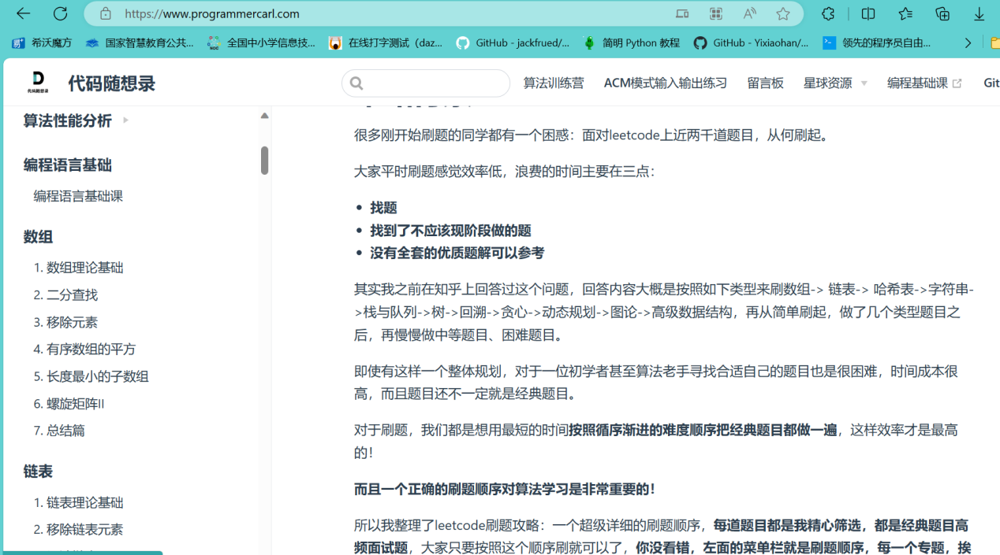 https://www.programmercarl.com
希沃魔方 国家智慧教育公共... 全国中小学信息技... 在线打字测试（daz... GitHub - jackfrued/... 简明 Python 教程 GitHub - Yixiaohan/... 领先的程序员自由...
代码随想录 代码随想录 算法训练营 ACM模式输入输出练习 留言板 星球资源 编程基础课 Git
算法性能分析
编程语言基础
编程语言基础课
数组
1. 数组理论基础
2. 二分查找
3. 移除元素
4. 有序数组的平方
5. 长度最小的子数组
6. 螺旋矩阵II
7. 总结篇
链表
1. 链表理论基础
2. 移除链表元素
很多刚开始刷题的同学都有一个困惑：面对leetcode上近两千道题目，从何刷起。
大家平时刷题感觉效率低，浪费的时间主要在三点：
• 找题
• 找到了不应该现阶段做的题
• 没有全套的优质题解可以参考
其实我之前在知乎上回答过这个问题，回答内容大概是按照如下类型来刷数组-> 链表-> 哈希表->字符串-
>栈与队列->树->回溯->贪心->动态规划->图论->高级数据结构，再从简单刷起，做了几个类型题目之
后，再慢慢做中等题目、困难题目。
即使有这样一个整体规划，对于一位初学者甚至算法老手寻找合适自己的题目也是很困难，时间成本很
高，而且题目还不一定就是经典题目。
对于刷题，我们都是想用最短的时间按照循序渐进的难度顺序把经典题目都做一遍，这样效率才是最高
的！
而且一个正确的刷题顺序对算法学习是非常重要的！
所以我整理了leetcode刷题攻略：一个超级详细的刷题顺序，每道题目都是我精心筛选，都是经典题目高
频面试题，大家只要按照这个顺序刷就可以了，你没看错，左面的菜单栏就是刷题顺序，每一个专题，挨